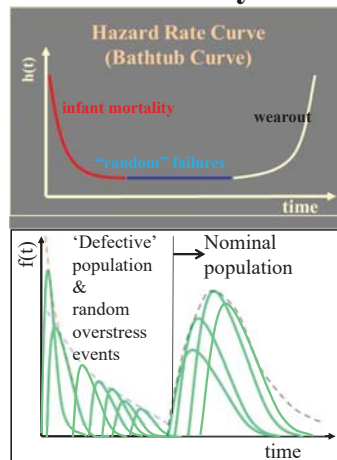 Hazard Rate Curve
(Bathtub Curve)
h(t)
infant mortality
wearout
"random" failures
time
f(t)
'Defective'
population
&
random
overstress
events
Nominal
population
time